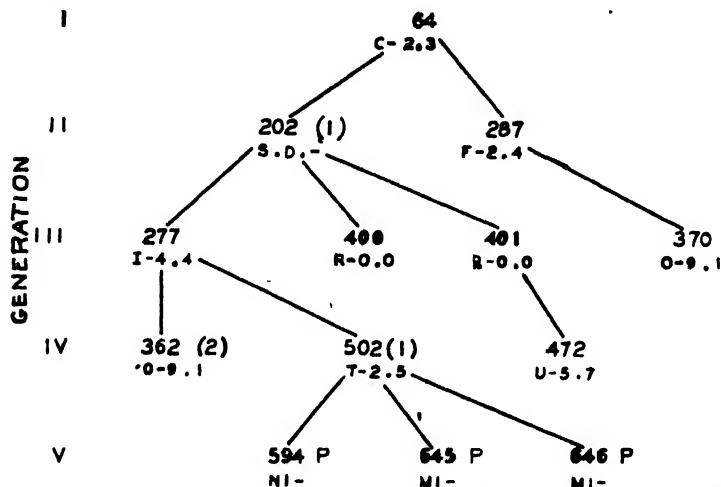 I 64
C-2.3
II 202 (1) 287
S.D.- F-2.4
GENERATION
III 277 400 401 370
I-4.4 R-0.0 R-0.0 O-9.1
IV 362 (2) 502(1) 472
O-9.1 T-2.5 U-5.7
V 594 P 645 P 646 P
NI- MI- MI-